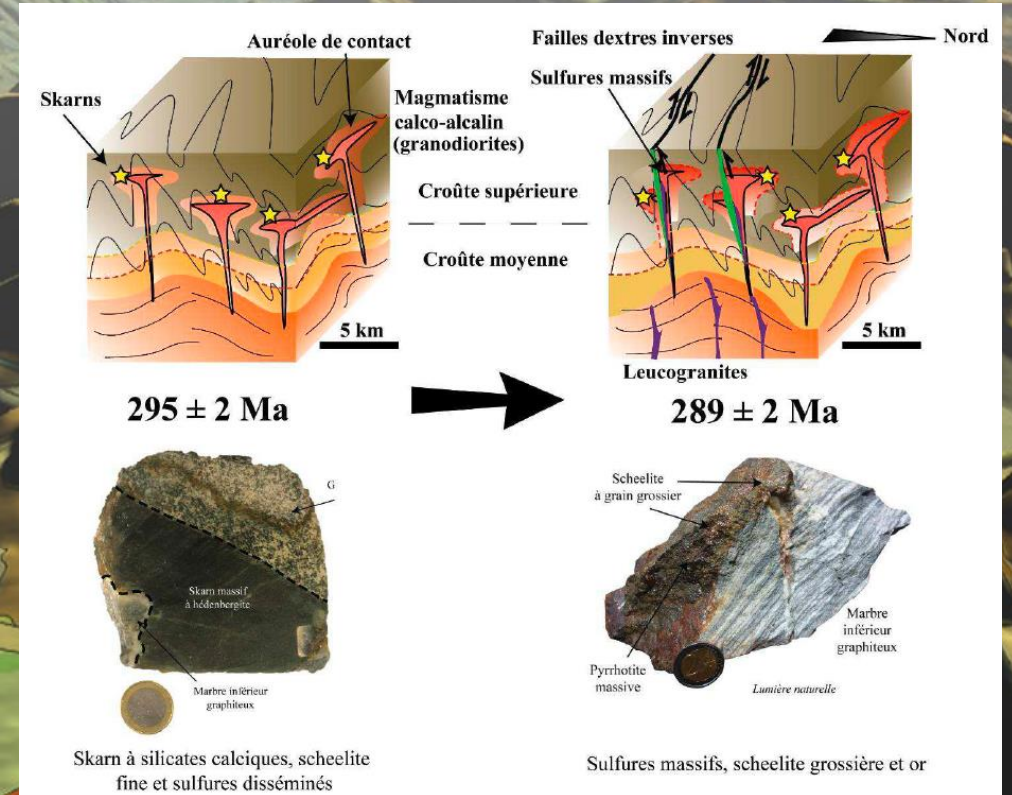 Auréole de contact
Skarns
Magmatisme
calco-alcalin
(granodiorites)
Croûte supérieure
Croûte moyenne
5 km
295 ± 2 Ma
Failles dextres inverses
Nord
Sulfures massifs
5 km
Leucogranites
289 ± 2 Ma
G
Skarn massif
à hédenbergite
Marbre inférieur
graphiteux
Skarn à silicates calciques, scheelite
fine et sulfures disséminés
Scheelite
à grain grossier
Marbre
inférieur
graphiteux
Pyrrhotite
massive
Lumière naturelle
Sulfures massifs, scheelite grossière et or